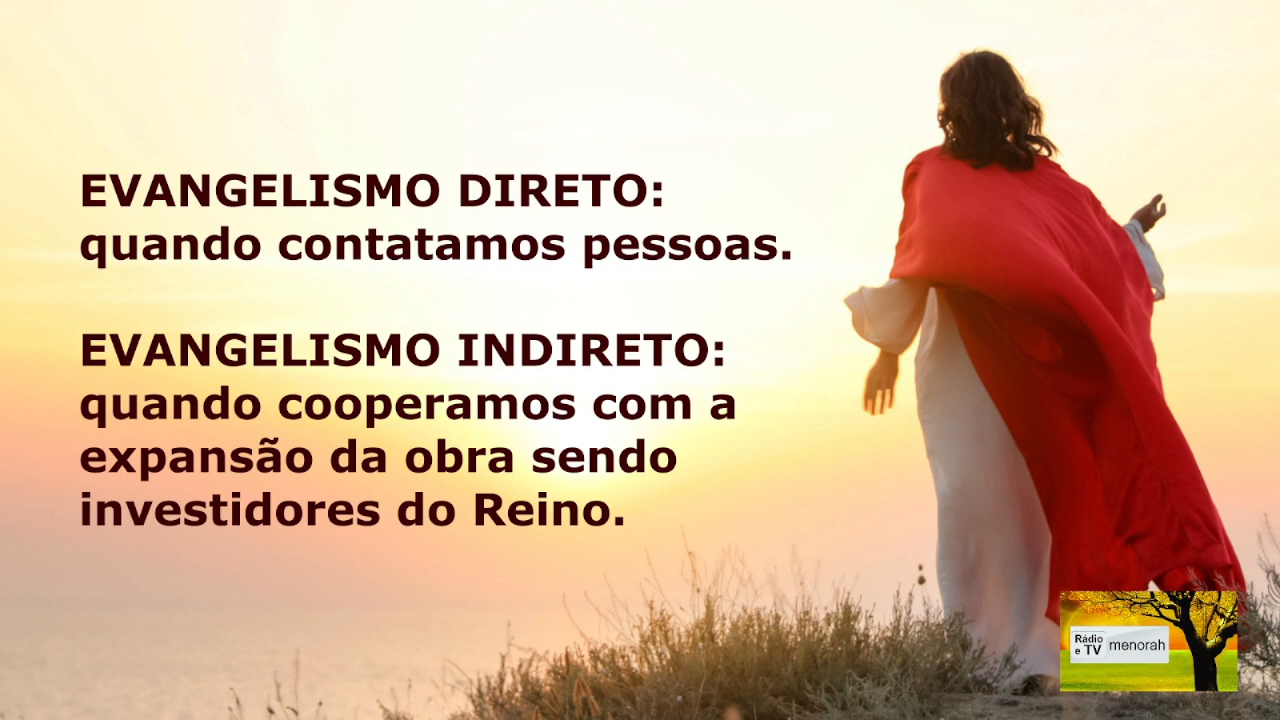 EVANGELISMO DIRETO:
quando contatamos pessoas.
EVANGELISMO INDIRETO:
quando cooperamos com a
expansão da obra sendo
investidores do Reino.
Rádio
e TV menorah